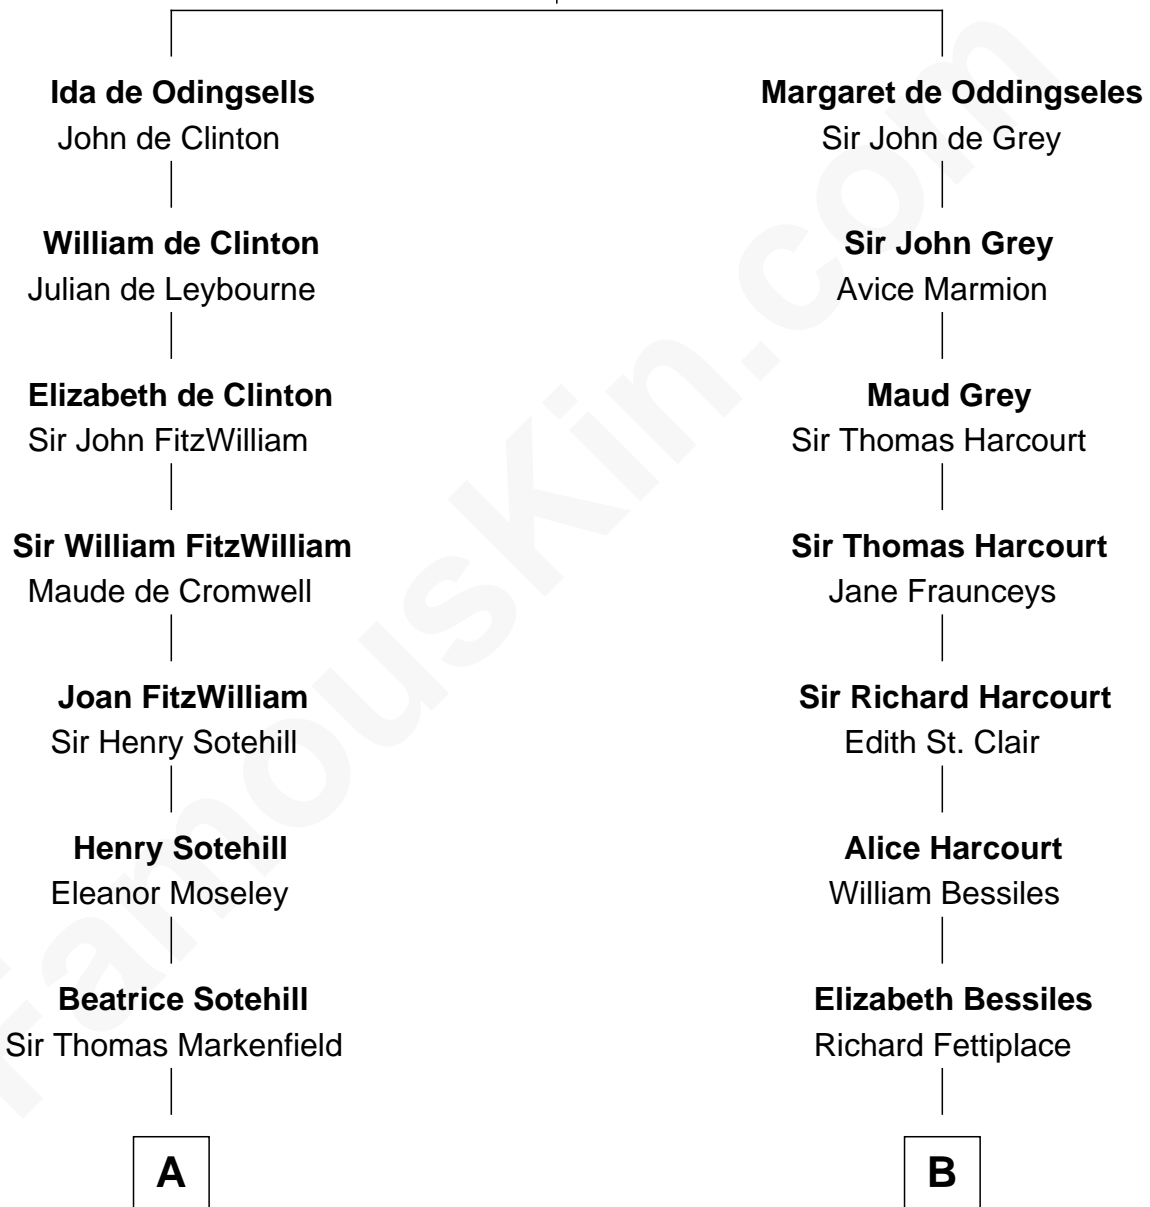 Ida de Odingsells
John de Clinton
William de Clinton
Julian de Leybourne
Elizabeth de Clinton
Sir John FitzWilliam
Sir William FitzWilliam
Maude de Cromwell
Joan FitzWilliam
Sir Henry Sotehill
Henry Sotehill
Eleanor Moseley
Beatrice Sotehill
Sir Thomas Markenfield
A
Margaret de Oddingseles
Sir John de Grey
Sir John Grey
Avice Marmion
Maud Grey
Sir Thomas Harcourt
Sir Thomas Harcourt
Jane Fraunceys
Sir Richard Harcourt
Edith St. Clair
Alice Harcourt
William Bessiles
Elizabeth Bessiles
Richard Fettiplace
B
FamousKin.com